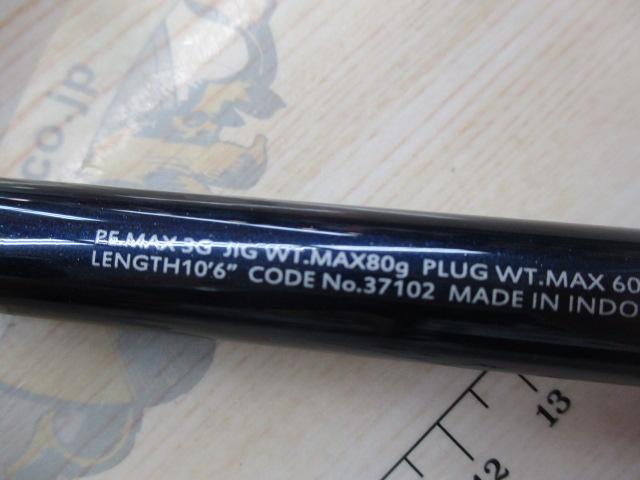 co.jp
PE.MAX 3G JIG WT.MAX80g PLUG WT.MAX 60
LENGTH10'6" CODE No.37102 MADE IN INDO
12 13